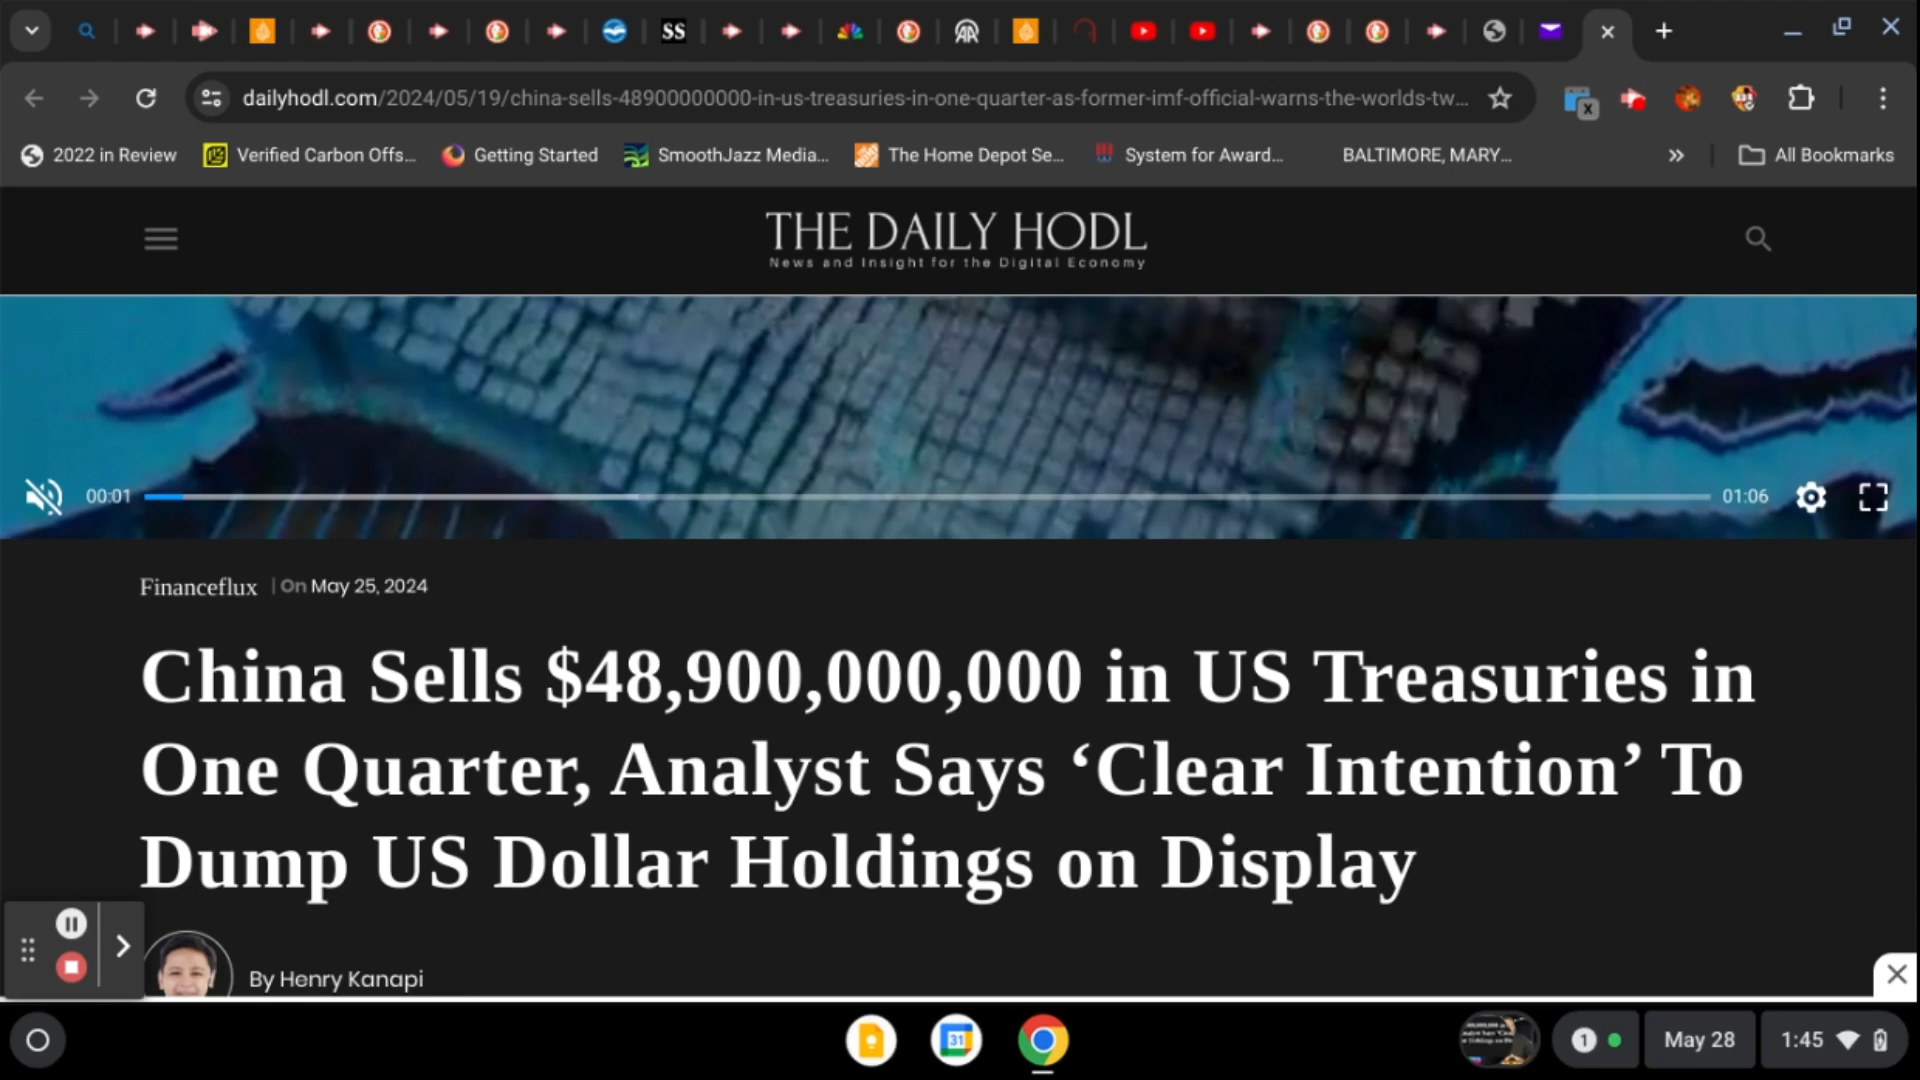 SS
dailyhodl.com/2024/05/19/china-sells-48900000000-in-us-treasuries-in-one-quarter-as-former-imf-official-warns-the-worlds-tw...
2022 in Review
Verified Carbon Offs...
Getting Started
SmoothJazz Media...
The Home Depot Se...
System for Award...
BALTIMORE, MARY...
All Bookmarks
THE DAILY HODL
News and Insight for the Digital Economy
00:01
01:06
Financeflux | On May 25, 2024
China Sells $48,900,000,000 in US Treasuries in
One Quarter, Analyst Says ‘Clear Intention’ To
Dump US Dollar Holdings on Display
By Henry Kanapi
31
1
May 28
1:45